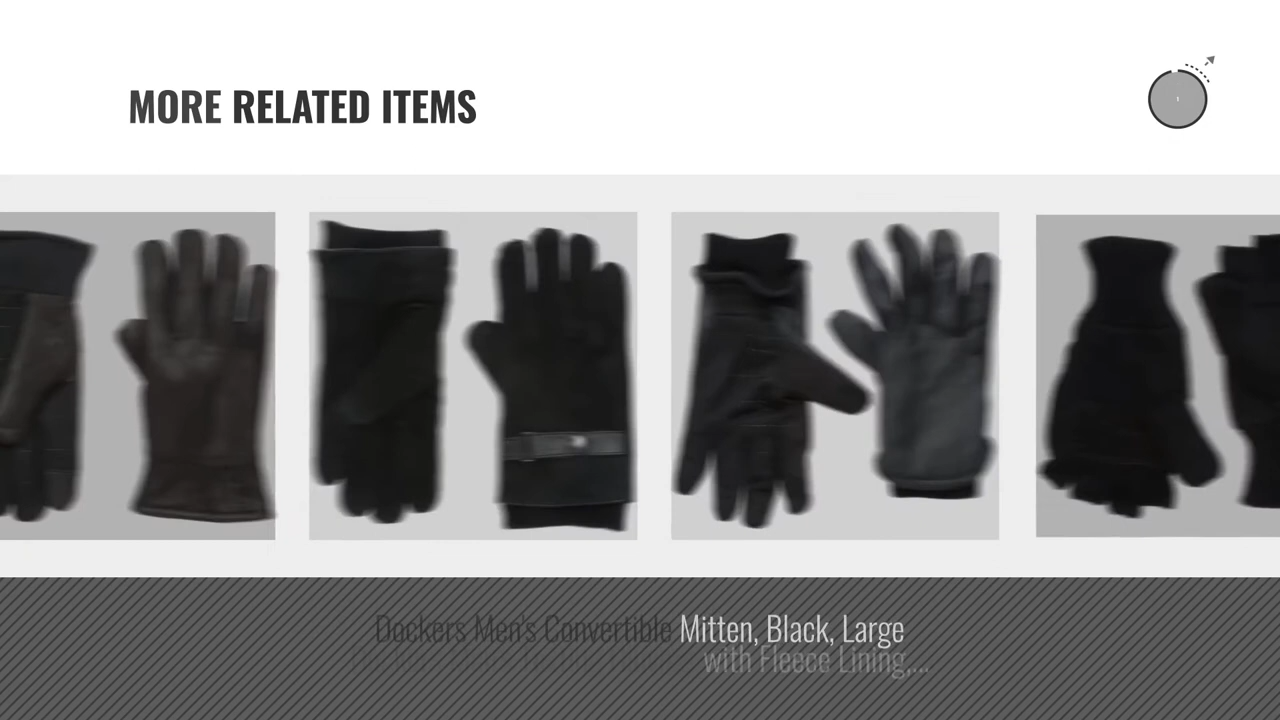 MORE RELATED ITEMS
Dockers Men's Convertible Mitten, Black, Large
with Fleece Lining,...